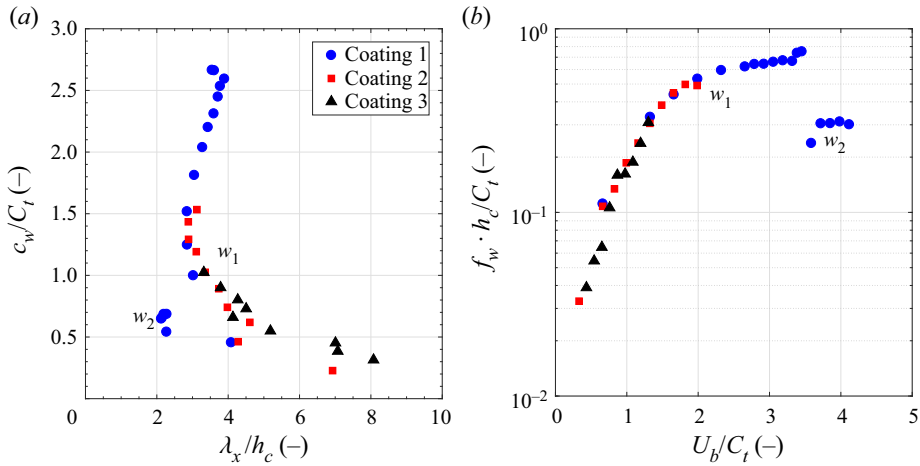 (a)
3.0
2.5
2.0
1.5
1.0
0.5
0
2
4
6
8
10
c_w/C_t (–)
λ_x/h_c (–)
Coating 1
Coating 2
Coating 3
w_1
w_2
(b)
10^0
10^–1
10^–2
0
1
2
3
4
5
f_w · h_c/C_t (–)
U_b/C_t (–)
w_1
w_2